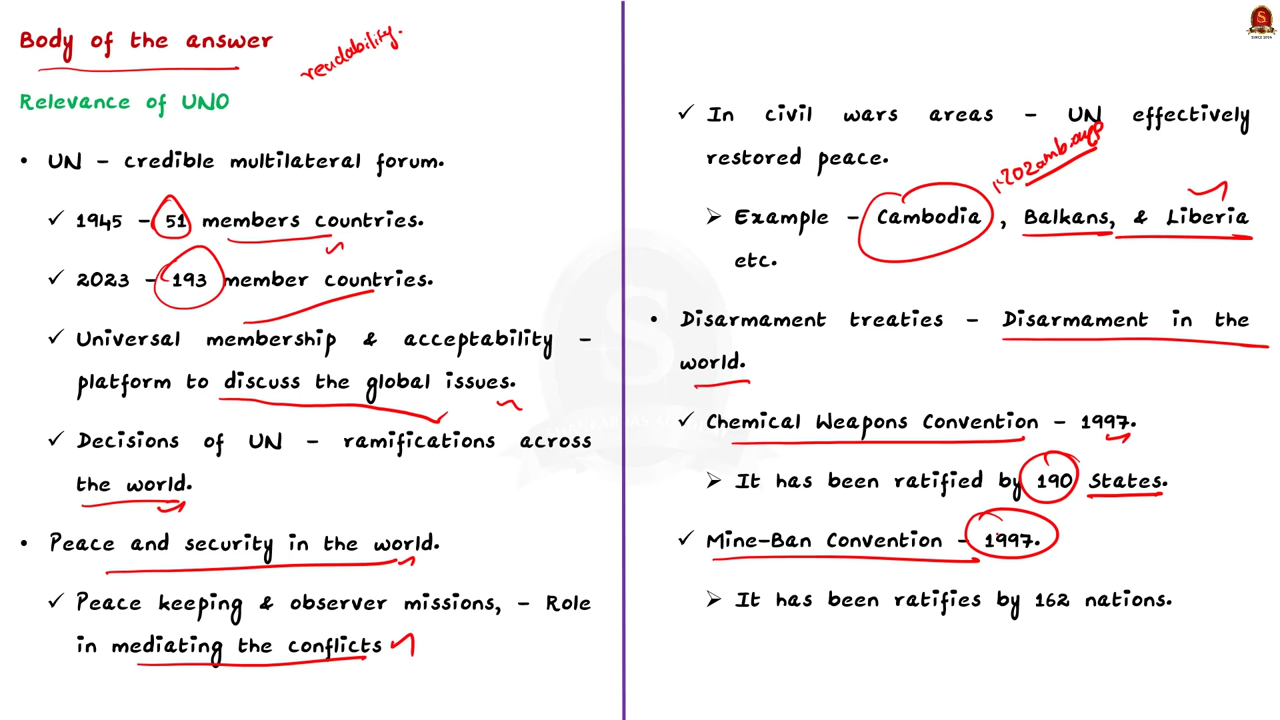 Body of the answer
readability.
Relevance of UNO
• UN – credible multilateral forum.
✓ 1945 – 51 members countries.
✓ 2023 – 193 member countries.
✓ Universal membership & acceptability –
platform to discuss the global issues.
✓ Decisions of UN – ramifications across
the world.
• Peace and security in the world.
✓ Peace keeping & observer missions, – Role
in mediating the conflicts
✓ In civil wars areas – UN effectively
restored peace.
➢ Example – Cambodia, Balkans, & Liberia
etc.
• Disarmament treaties – Disarmament in the
world.
✓ Chemical Weapons Convention – 1997.
➢ It has been ratified by 190 States.
✓ Mine-Ban Convention – 1997.
➢ It has been ratifies by 162 nations.
S
SINCE 2004